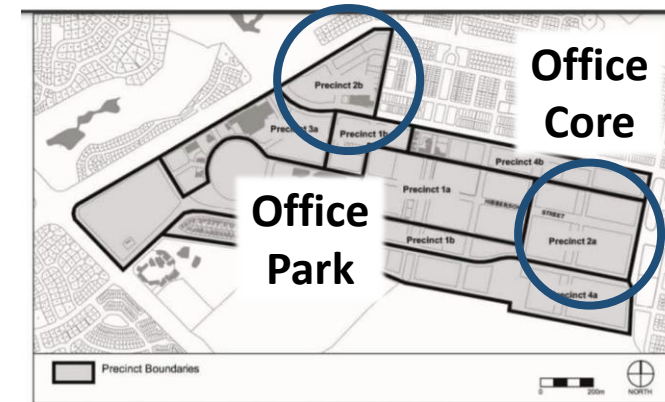 Precinct 2b
Office
Core
Precinct 3a
Precinct 1b
Precinct 4b
Precinct 1a
HIBBERSON
STREET
Office
Park
Precinct 1b
Precinct 2a
Precinct 4a
Precinct Boundaries
0
200m
NORTH